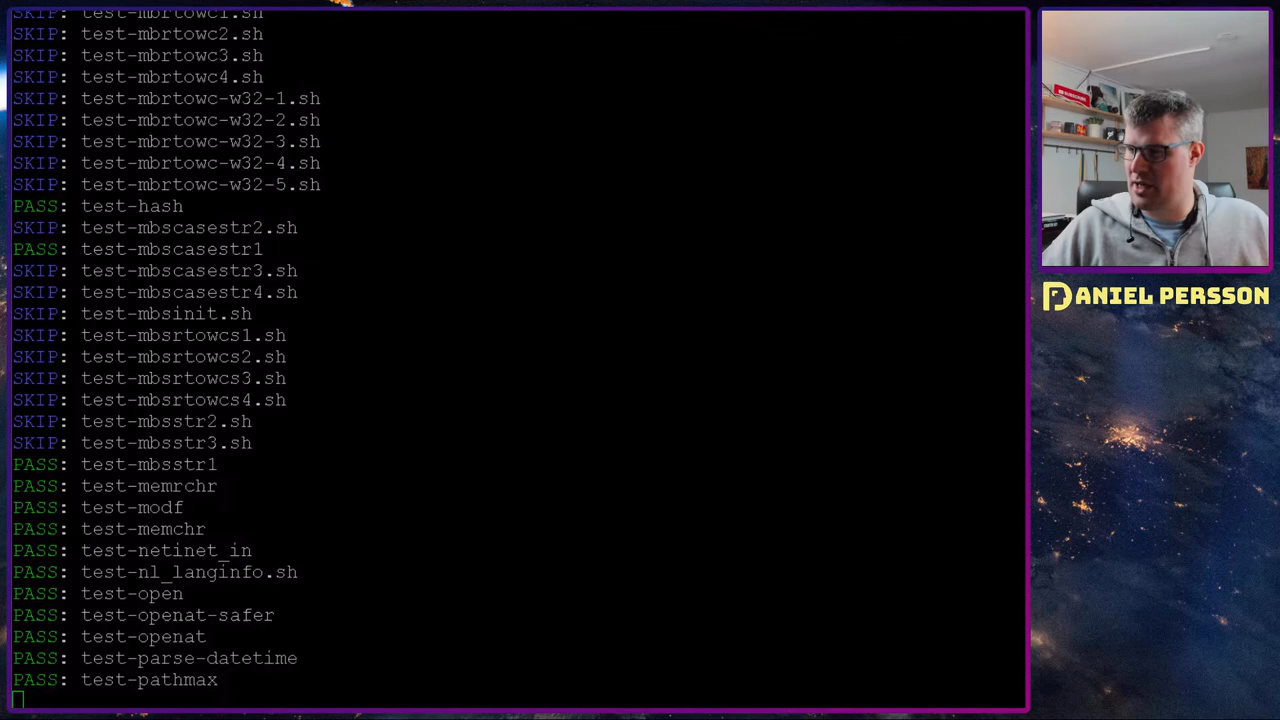 SKIP: test-mbrtowc1.sh
SKIP: test-mbrtowc2.sh
SKIP: test-mbrtowc3.sh
SKIP: test-mbrtowc4.sh
SKIP: test-mbrtowc-w32-1.sh
SKIP: test-mbrtowc-w32-2.sh
SKIP: test-mbrtowc-w32-3.sh
SKIP: test-mbrtowc-w32-4.sh
SKIP: test-mbrtowc-w32-5.sh
PASS: test-hash
SKIP: test-mbscasestr2.sh
PASS: test-mbscasestr1
SKIP: test-mbscasestr3.sh
SKIP: test-mbscasestr4.sh
SKIP: test-mbsinit.sh
SKIP: test-mbsrtowcs1.sh
SKIP: test-mbsrtowcs2.sh
SKIP: test-mbsrtowcs3.sh
SKIP: test-mbsrtowcs4.sh
SKIP: test-mbsstr2.sh
SKIP: test-mbsstr3.sh
PASS: test-mbsstr1
PASS: test-memrchr
PASS: test-modf
PASS: test-memchr
PASS: test-netinet_in
PASS: test-nl_langinfo.sh
PASS: test-open
PASS: test-openat-safer
PASS: test-openat
PASS: test-parse-datetime
PASS: test-pathmax
SUBSCRIBE
DANIEL PERSSON